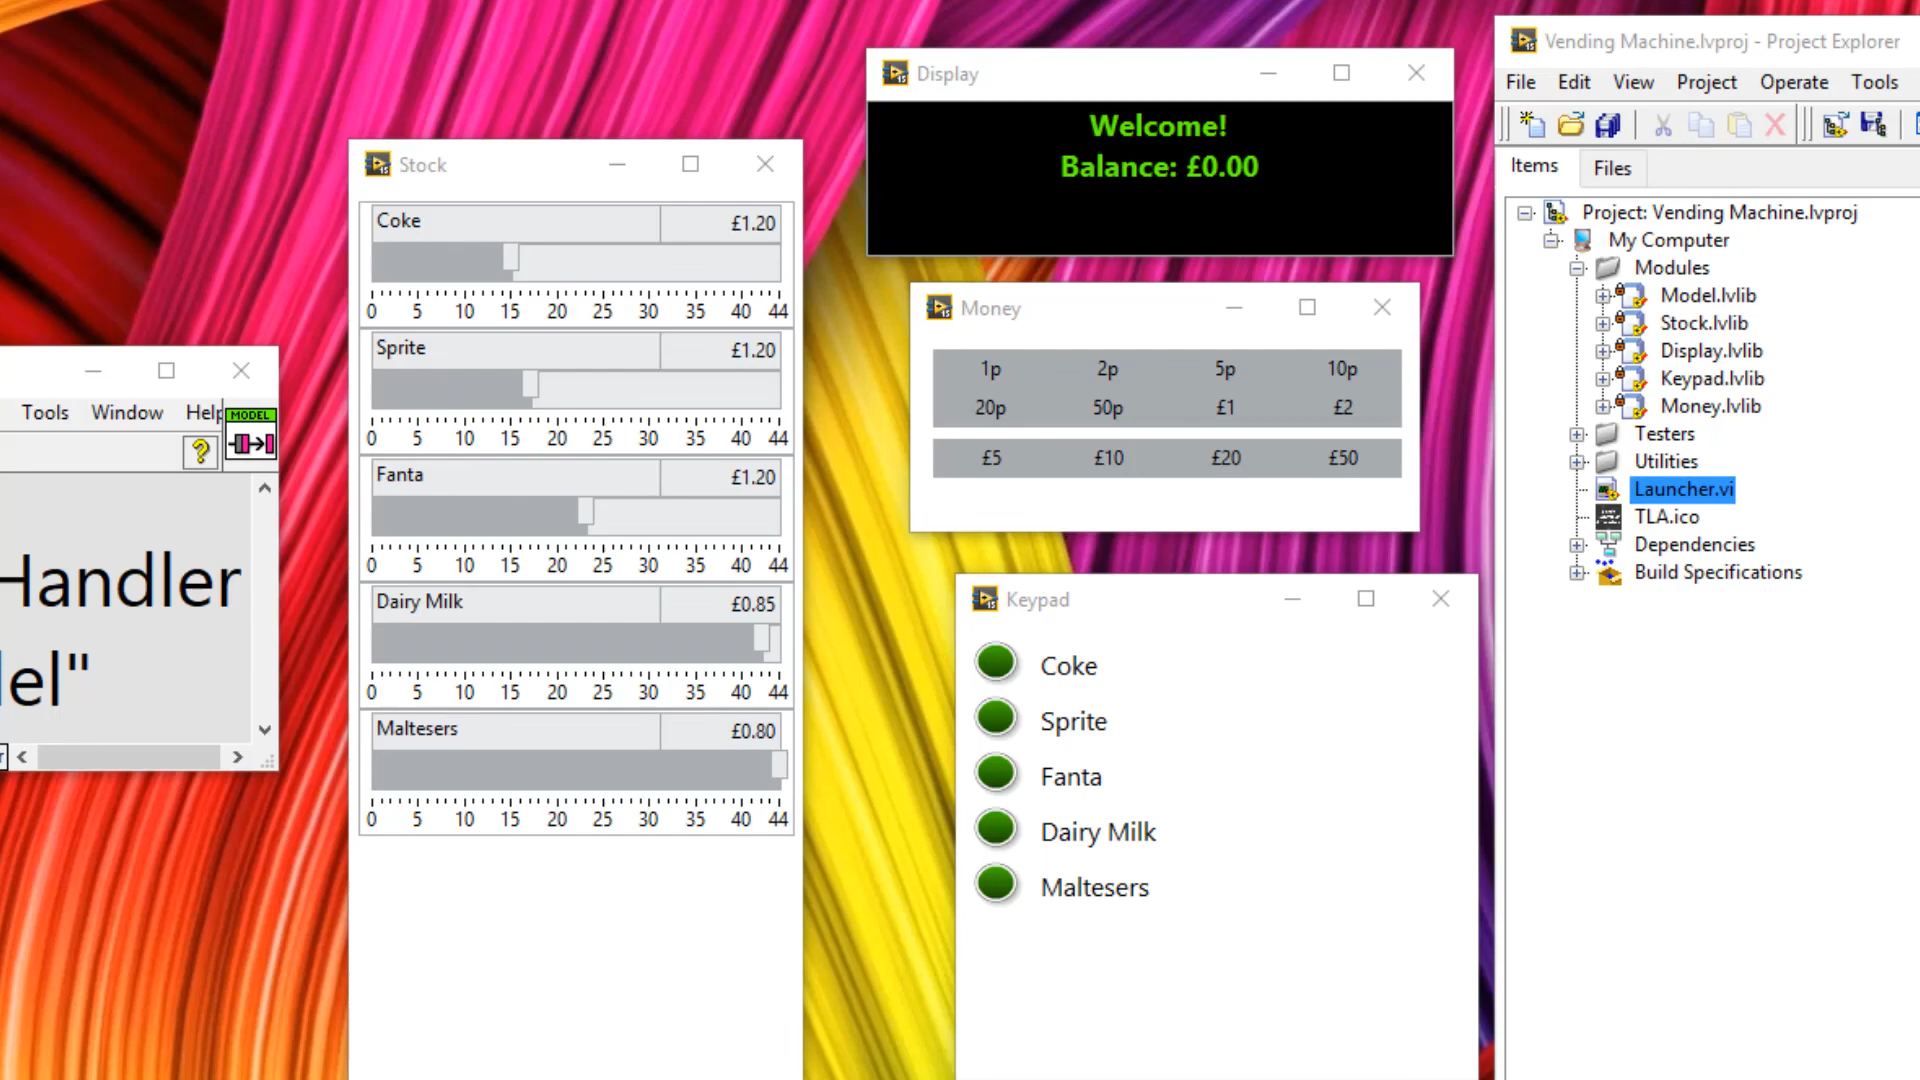 Tools Window Help
MODEL
Handler
el"
Stock
Coke £1.20
0 5 10 15 20 25 30 35 40 44
Sprite £1.20
0 5 10 15 20 25 30 35 40 44
Fanta £1.20
0 5 10 15 20 25 30 35 40 44
Dairy Milk £0.85
0 5 10 15 20 25 30 35 40 44
Maltesers £0.80
0 5 10 15 20 25 30 35 40 44
Display
Welcome!
Balance: £0.00
Money
1p 2p 5p 10p
20p 50p £1 £2
£5 £10 £20 £50
Keypad
Coke
Sprite
Fanta
Dairy Milk
Maltesers
Vending Machine.lvproj - Project Explorer
File Edit View Project Operate Tools
Items Files
Project: Vending Machine.lvproj
My Computer
Modules
Model.lvlib
Stock.lvlib
Display.lvlib
Keypad.lvlib
Money.lvlib
Testers
Utilities
Launcher.vi
TLA.ico
Dependencies
Build Specifications